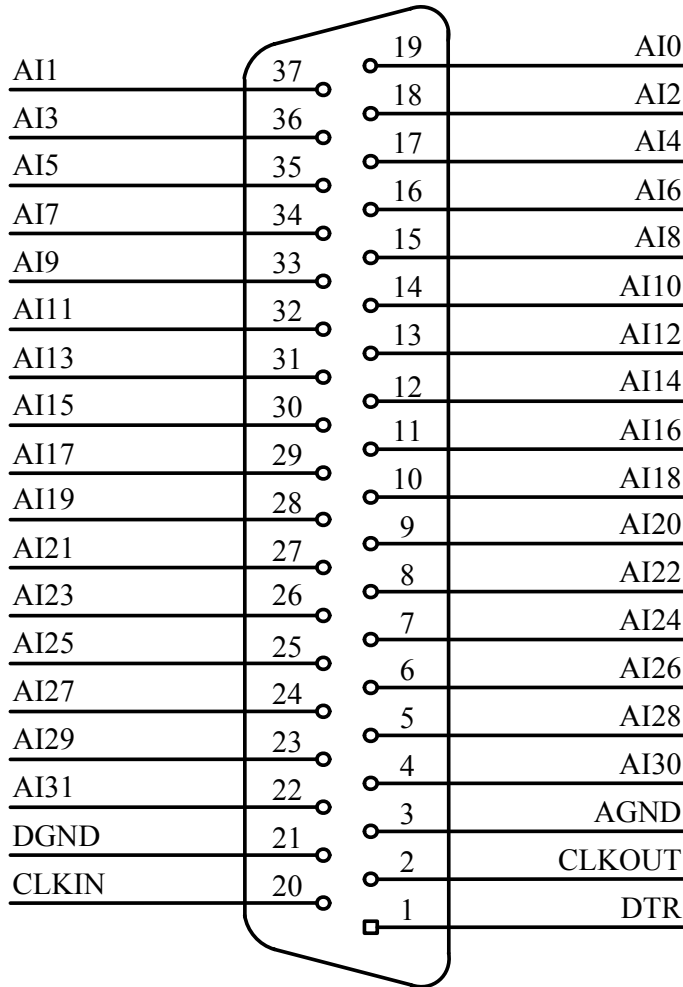 19 AI0
AI1 37
18 AI2
AI3 36
17 AI4
AI5 35
16 AI6
AI7 34
15 AI8
AI9 33
14 AI10
AI11 32
13 AI12
AI13 31
12 AI14
AI15 30
11 AI16
AI17 29
10 AI18
AI19 28
9 AI20
AI21 27
8 AI22
AI23 26
7 AI24
AI25 25
6 AI26
AI27 24
5 AI28
AI29 23
4 AI30
AI31 22
3 AGND
DGND 21
2 CLKOUT
CLKIN 20
1 DTR